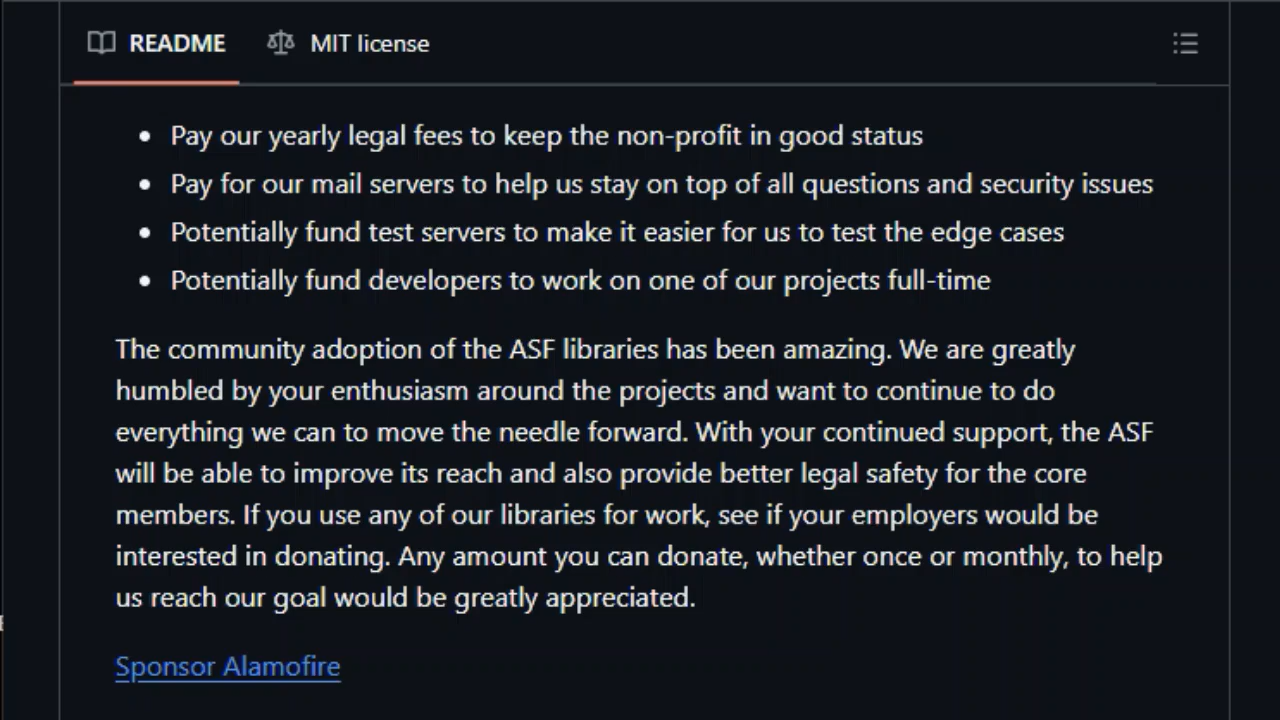 README
MIT license
Pay our yearly legal fees to keep the non-profit in good status
Pay for our mail servers to help us stay on top of all questions and security issues
Potentially fund test servers to make it easier for us to test the edge cases
Potentially fund developers to work on one of our projects full-time
The community adoption of the ASF libraries has been amazing. We are greatly
humbled by your enthusiasm around the projects and want to continue to do
everything we can to move the needle forward. With your continued support, the ASF
will be able to improve its reach and also provide better legal safety for the core
members. If you use any of our libraries for work, see if your employers would be
interested in donating. Any amount you can donate, whether once or monthly, to help
us reach our goal would be greatly appreciated.
Sponsor Alamofire